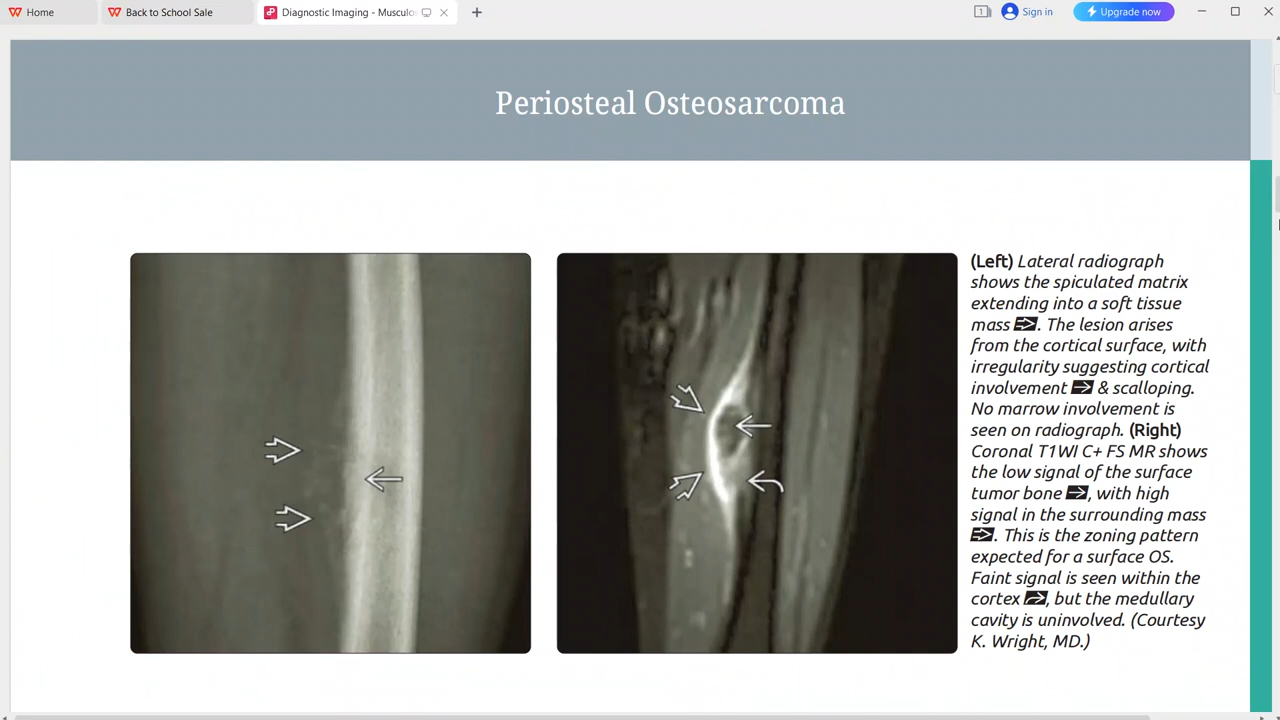 Home
Back to School Sale
Diagnostic Imaging - Musculos
1
Sign in
Upgrade now
Periosteal Osteosarcoma
(Left) Lateral radiograph
shows the spiculated matrix
extending into a soft tissue
mass. The lesion arises
from the cortical surface, with
irregularity suggesting cortical
involvement & scalloping.
No marrow involvement is
seen on radiograph. (Right)
Coronal T1WI C+ FS MR shows
the low signal of the surface
tumor bone, with high
signal in the surrounding mass
. This is the zoning pattern
expected for a surface OS.
Faint signal is seen within the
cortex, but the medullary
cavity is uninvolved. (Courtesy
K. Wright, MD.)